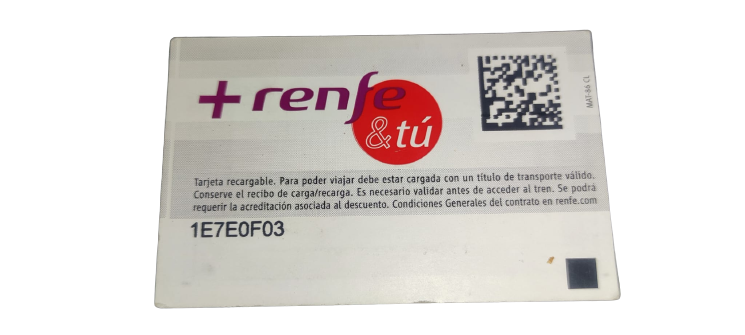 + renfe
& tú
MAT-86 CL
Tarjeta recargable. Para poder viajar debe estar cargada con un título de transporte válido.
Conserve el recibo de carga/recarga. Es necesario validar antes de acceder al tren. Se podrá
requerir la acreditación asociada al descuento. Condiciones Generales del contrato en renfe.com
1E7E0F03